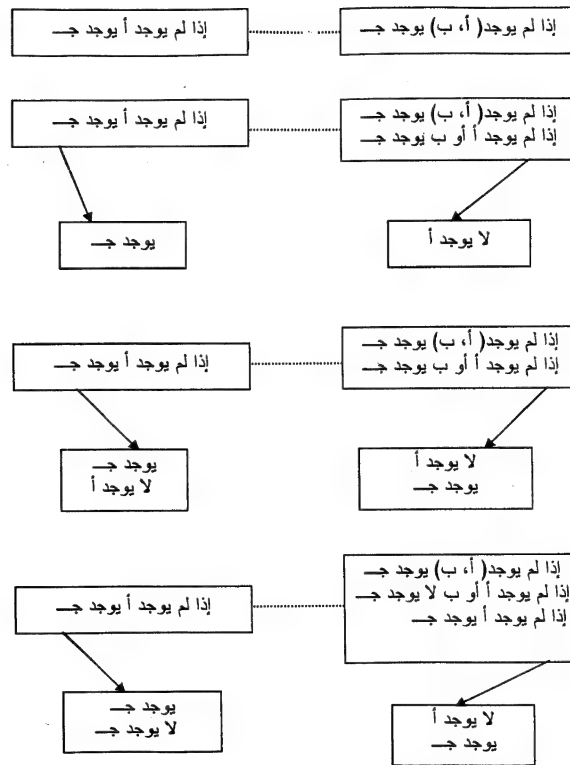 إذا لم يوجد( أ، ب) يوجد جـ
إذا لم يوجد أ يوجد جـ
إذا لم يوجد( أ، ب) يوجد جـ
إذا لم يوجد أ أو ب يوجد جـ
إذا لم يوجد أ يوجد جـ
لا يوجد أ
يوجد جـ
إذا لم يوجد( أ، ب) يوجد جـ
إذا لم يوجد أ أو ب يوجد جـ
إذا لم يوجد أ يوجد جـ
لا يوجد أ
يوجد جـ
يوجد جـ
لا يوجد أ
إذا لم يوجد( أ، ب) يوجد جـ
إذا لم يوجد أ أو ب لا يوجد جـ
إذا لم يوجد أ يوجد جـ
إذا لم يوجد أ يوجد جـ
لا يوجد أ
يوجد جـ
يوجد جـ
لا يوجد جـ